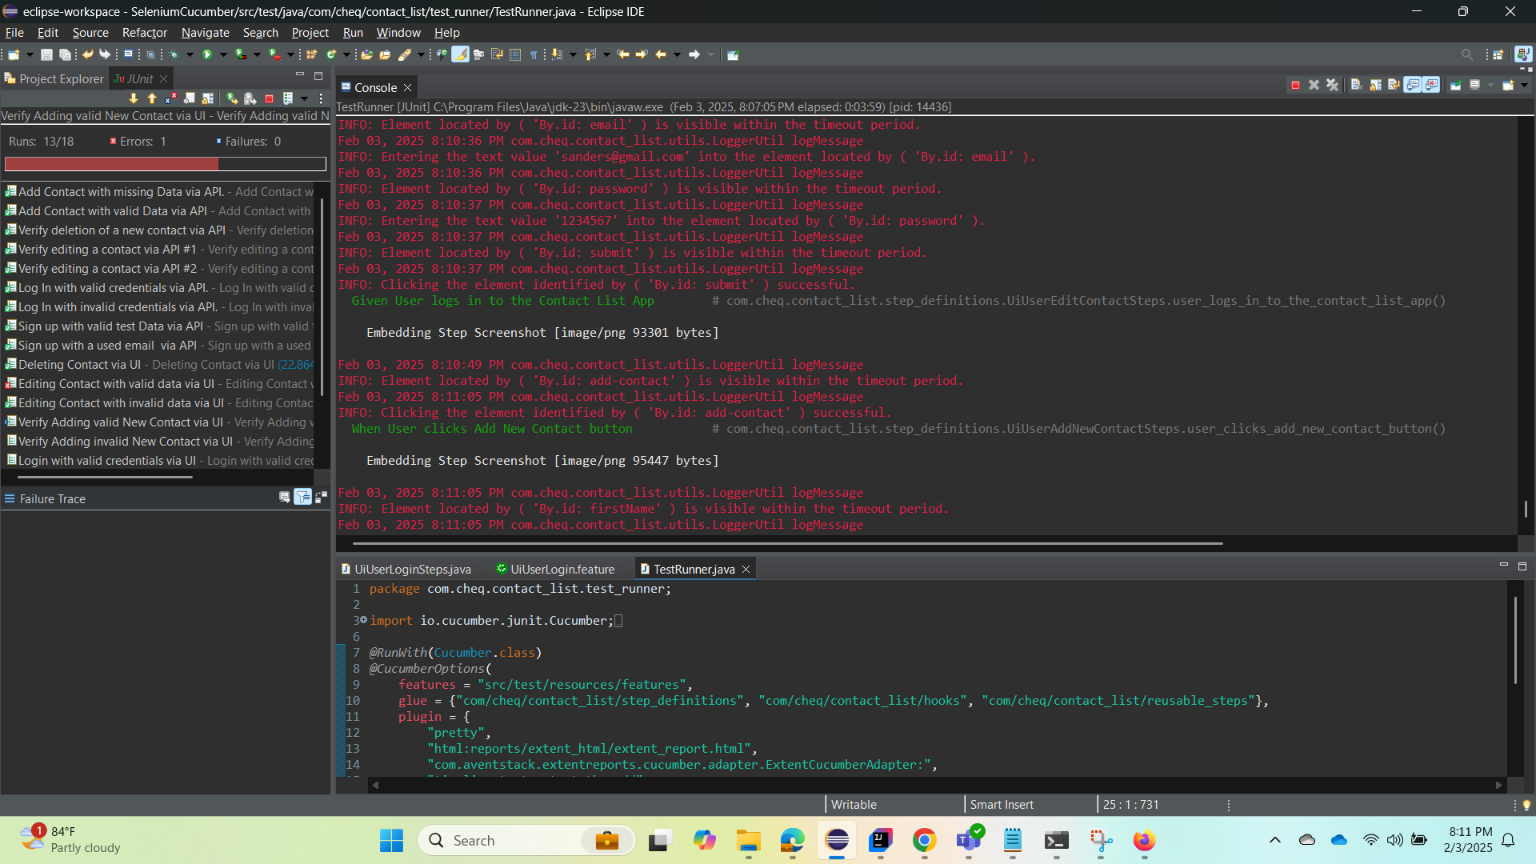 eclipse-workspace - SeleniumCucumber/src/test/java/com/cheq/contact_list/test_runner/TestRunner.java - Eclipse IDE
File Edit Source Refactor Navigate Search Project Run Window Help
Project Explorer JUnit
Verify Adding valid New Contact via UI - Verify Adding valid N
Runs: 13/18 Errors: 1 Failures: 0
Add Contact with missing Data via API. - Add Contact w
Add Contact with valid Data via API - Add Contact with
Verify deletion of a new contact via API - Verify deletion
Verify editing a contact via API #1 - Verify editing a cont
Verify editing a contact via API #2 - Verify editing a cont
Log In with valid credentials via API. - Log In with valid c
Log In with invalid credentials via API. - Log In with inval
Sign up with valid test Data via API - Sign up with valid t
Sign up with a used email via API - Sign up with a used
Deleting Contact via UI - Deleting Contact via UI (22.864
Editing Contact with valid data via UI - Editing Contact w
Editing Contact with invalid data via UI - Editing Contac
Verify Adding valid New Contact via UI - Verify Adding v
Verify Adding invalid New Contact via UI - Verify Adding
Login with valid credentials via UI - Login with valid cred
Failure Trace
Console
TestRunner [JUnit] C:\Program Files\Java\jdk-23\bin\javaw.exe (Feb 3, 2025, 8:07:05 PM elapsed: 0:03:59) [pid: 14436]
INFO: Element located by ( 'By.id: email' ) is visible within the timeout period.
Feb 03, 2025 8:10:36 PM com.cheq.contact_list.utils.LoggerUtil logMessage
INFO: Entering the text value 'sanders@gmail.com' into the element located by ( 'By.id: email' ).
Feb 03, 2025 8:10:36 PM com.cheq.contact_list.utils.LoggerUtil logMessage
INFO: Element located by ( 'By.id: password' ) is visible within the timeout period.
Feb 03, 2025 8:10:37 PM com.cheq.contact_list.utils.LoggerUtil logMessage
INFO: Entering the text value '1234567' into the element located by ( 'By.id: password' ).
Feb 03, 2025 8:10:37 PM com.cheq.contact_list.utils.LoggerUtil logMessage
INFO: Element located by ( 'By.id: submit' ) is visible within the timeout period.
Feb 03, 2025 8:10:37 PM com.cheq.contact_list.utils.LoggerUtil logMessage
INFO: Clicking the element identified by ( 'By.id: submit' ) successful.
Given User logs in to the Contact List App # com.cheq.contact_list.step_definitions.UiUserEditContactSteps.user_logs_in_to_the_contact_list_app()
Embedding Step Screenshot [image/png 93301 bytes]
Feb 03, 2025 8:10:49 PM com.cheq.contact_list.utils.LoggerUtil logMessage
INFO: Element located by ( 'By.id: add-contact' ) is visible within the timeout period.
Feb 03, 2025 8:11:05 PM com.cheq.contact_list.utils.LoggerUtil logMessage
INFO: Clicking the element identified by ( 'By.id: add-contact' ) successful.
When User clicks Add New Contact button # com.cheq.contact_list.step_definitions.UiUserAddNewContactSteps.user_clicks_add_new_contact_button()
Embedding Step Screenshot [image/png 95447 bytes]
Feb 03, 2025 8:11:05 PM com.cheq.contact_list.utils.LoggerUtil logMessage
INFO: Element located by ( 'By.id: firstName' ) is visible within the timeout period.
Feb 03, 2025 8:11:05 PM com.cheq.contact_list.utils.LoggerUtil logMessage
UiUserLoginSteps.java UiUserLogin.feature TestRunner.java
1 package com.cheq.contact_list.test_runner;
2
3 import io.cucumber.junit.Cucumber;
6
7 @RunWith(Cucumber.class)
8 @CucumberOptions(
9 features = "src/test/resources/features",
10 glue = {"com/cheq/contact_list/step_definitions", "com/cheq/contact_list/hooks", "com/cheq/contact_list/reusable_steps"},
11 plugin = {
12 "pretty",
13 "html:reports/extent_html/extent_report.html",
14 "com.aventstack.extentreports.cucumber.adapter.ExtentCucumberAdapter:",
Writable Smart Insert 25 : 1 : 731
1
84°F
Partly cloudy
Search
8:11 PM
2/3/2025